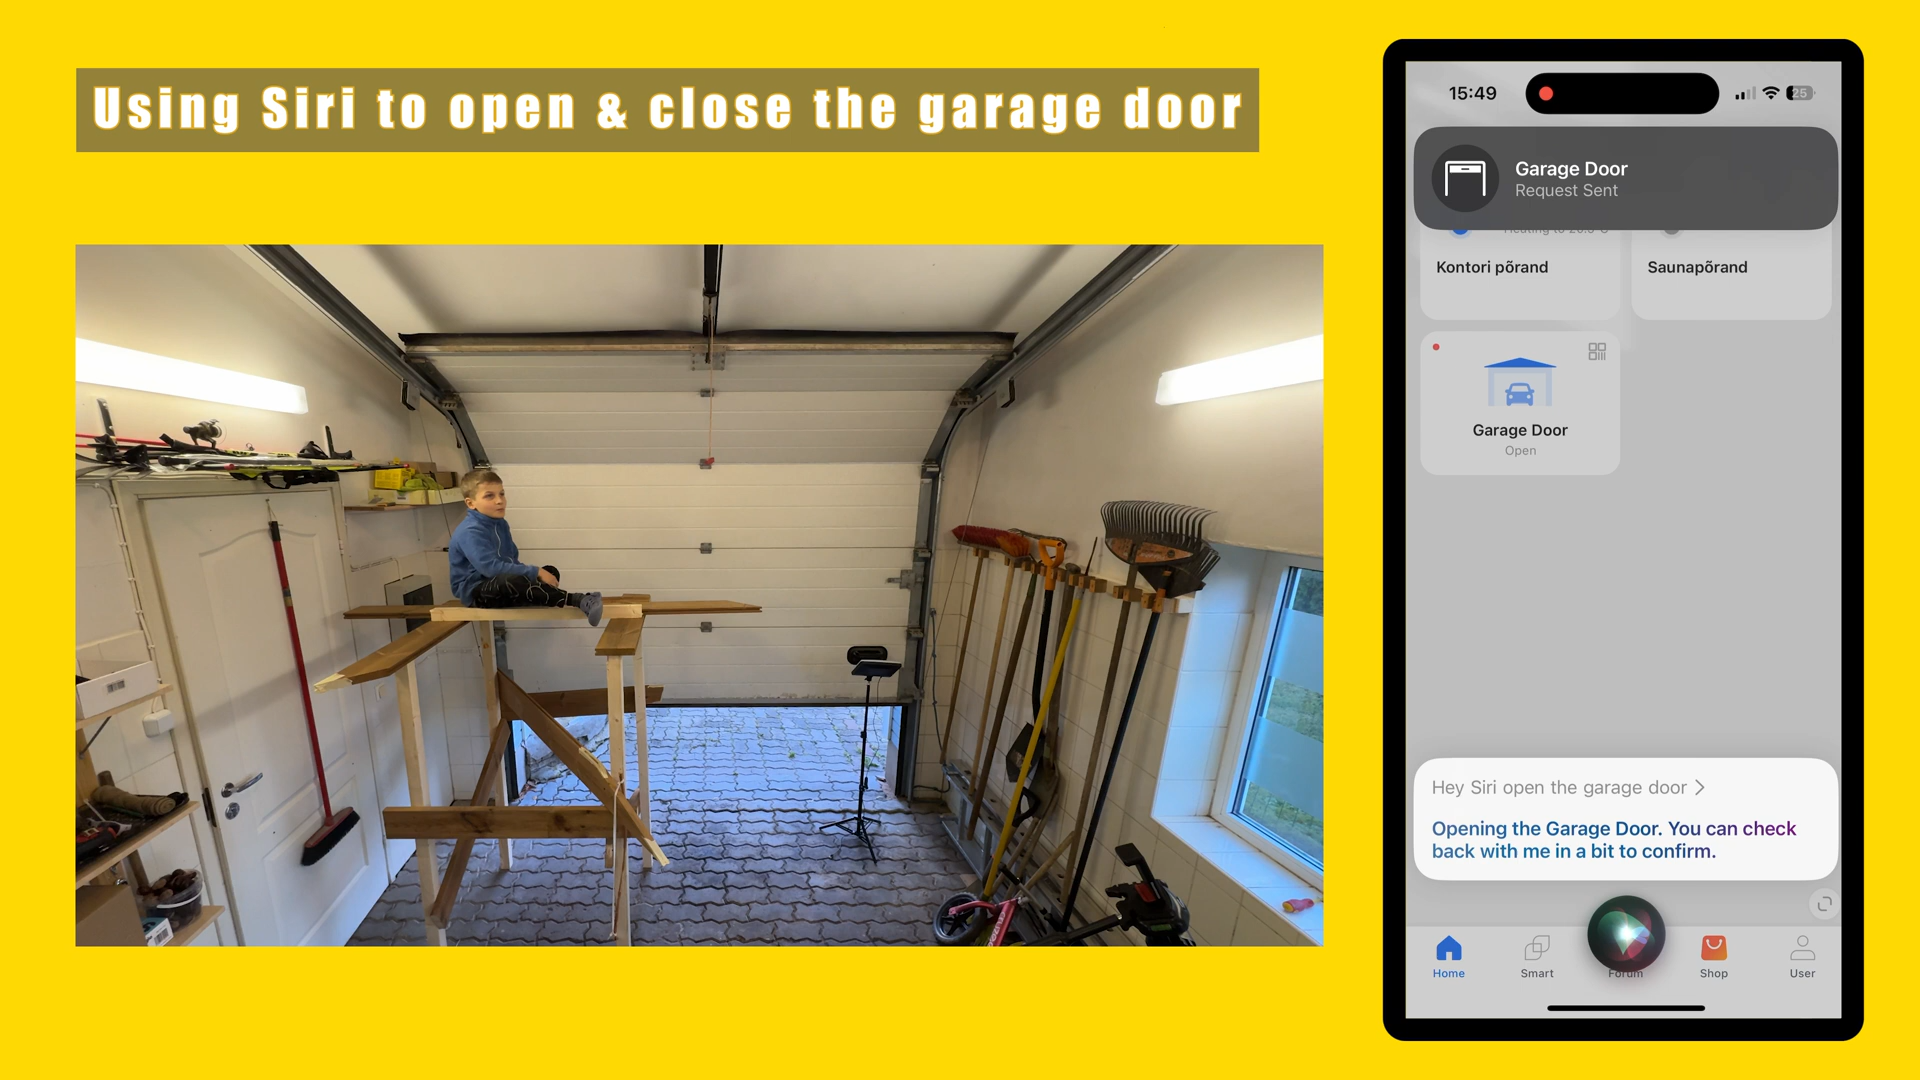 Using Siri to open & close the garage door
15:49
25
Garage Door
Request Sent
Kontori põrand
Saunapõrand
Garage Door
Open
Hey Siri open the garage door
Opening the Garage Door. You can check
back with me in a bit to confirm.
Home
Smart
Forum
Shop
User